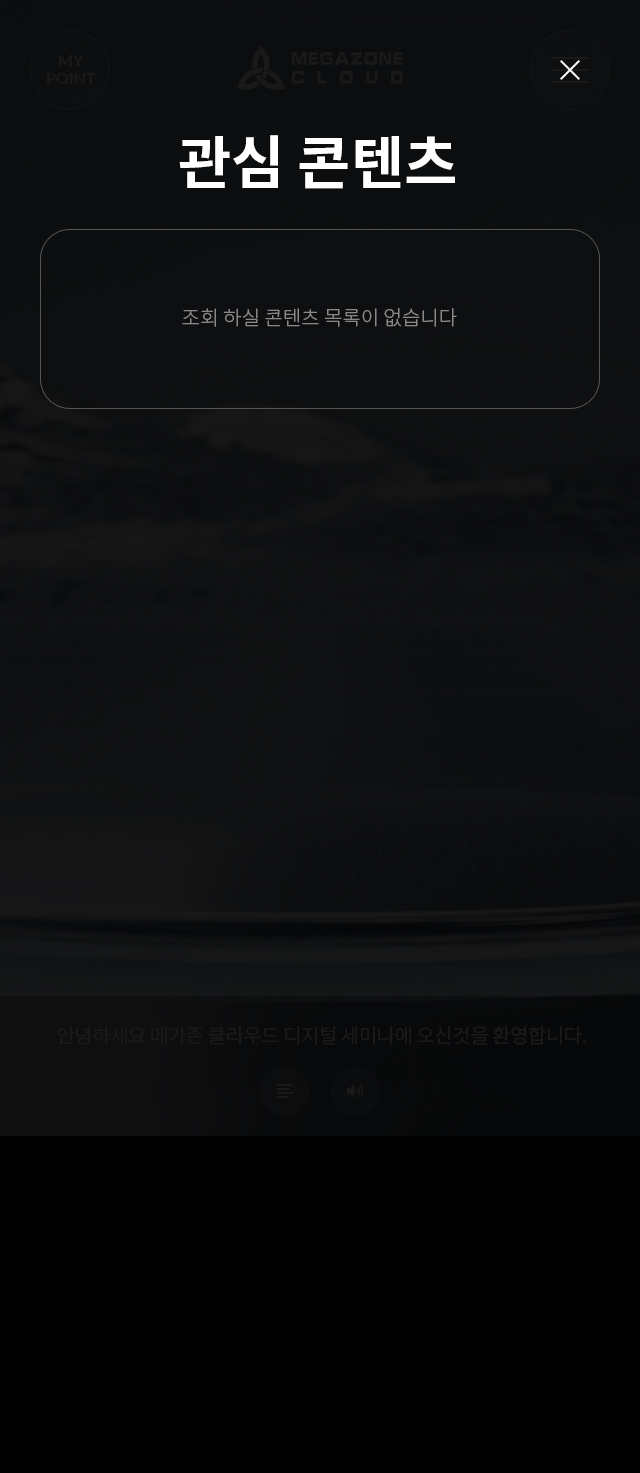 MY
POINT
MEGAZONE
CLOUD
관심 콘텐츠
조회 하실 콘텐츠 목록이 없습니다
안녕하세요 메가존 클라우드 디지털 세미나에 오신것을 환영합니다.